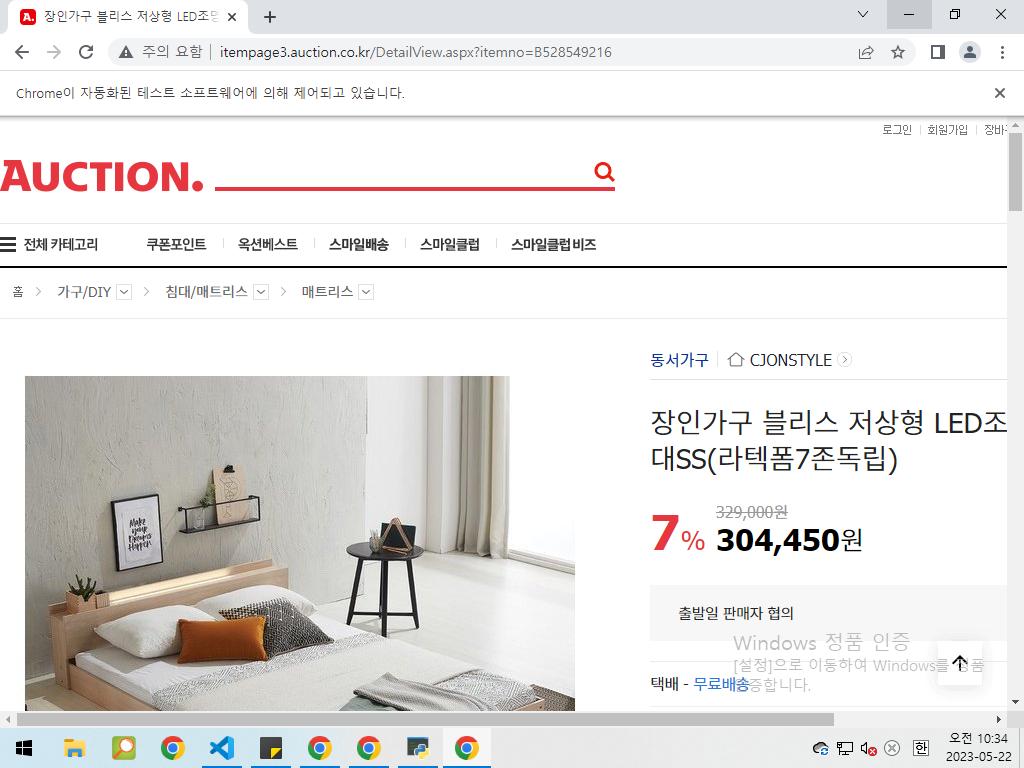 장인가구 블리스 저상형 LED조명
주의 요함 | itempage3.auction.co.kr/DetailView.aspx?itemno=B528549216
Chrome이 자동화된 테스트 소프트웨어에 의해 제어되고 있습니다.
로그인 회원가입 장바
AUCTION.
전체 카테고리 쿠폰포인트 옥션베스트 스마일배송 스마일클럽 스마일클럽 비즈
홈 가구/DIY 침대/매트리스 매트리스
동서가구 CJONSTYLE
장인가구 블리스 저상형 LED조
대SS(라텍폼7존독립)
329,000원
7% 304,450원
Make
your
Dreams
Happen
출발일 판매자 협의
Windows 정품 인증
[설정]으로 이동하여 Windows를 정품
인증합니다.
택배 - 무료배송
한
오전 10:34
2023-05-22